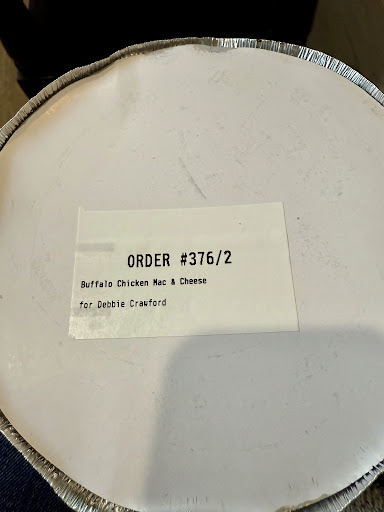 ORDER #376/2
Buffalo Chicken Mac & Cheese
for Debbie Crawford